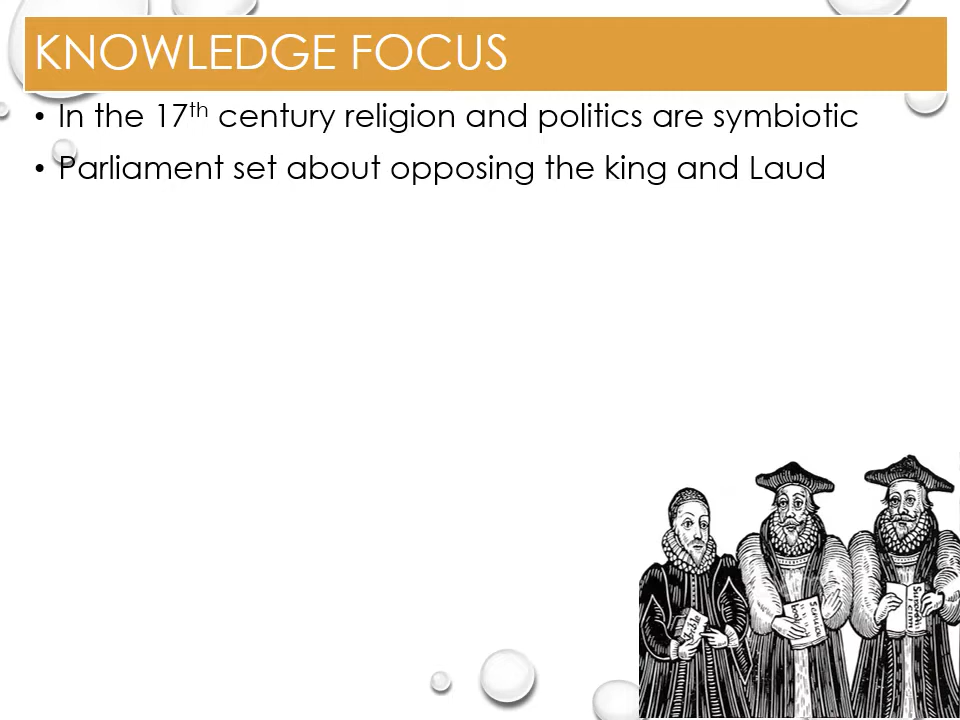 KNOWLEDGE FOCUS
• In the 17th century religion and politics are symbiotic
• Parliament set about opposing the king and Laud